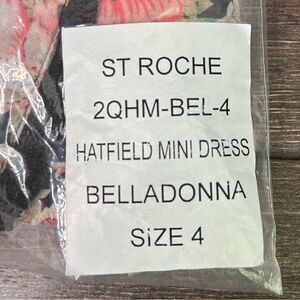 ST ROCHE
2QHM-BEL-4
HATFIELD MINI DRESS
BELLADONNA
SiZE 4